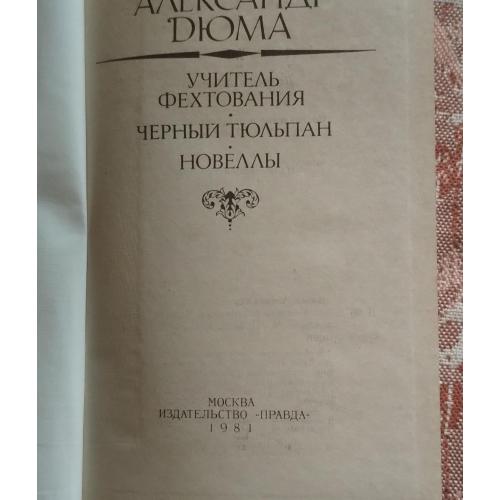 АЛЕКСАНДР
ДЮМА
УЧИТЕЛЬ
ФЕХТОВАНИЯ
·
ЧЕРНЫЙ ТЮЛЬПАН
·
НОВЕЛЛЫ
МОСКВА
ИЗДАТЕЛЬСТВО «ПРАВДА»
1981